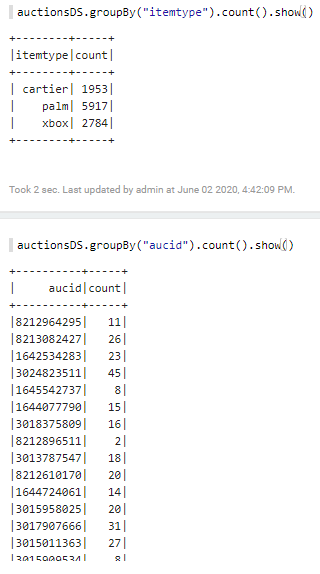 auctionsDS.groupBy("itemtype").count().show()
+--------+-----+
|itemtype|count|
+--------+-----+
| cartier| 1953|
|    palm| 5917|
|    xbox| 2784|
+--------+-----+
Took 2 sec. Last updated by admin at June 02 2020, 4:42:09 PM.
auctionsDS.groupBy("aucid").count().show()
+----------+-----+
|     aucid|count|
+----------+-----+
|8212964295|   11|
|8213082427|   26|
|1642534283|   23|
|3024823511|   45|
|1645542737|    8|
|1644077790|   15|
|3018375809|   16|
|8212896511|    2|
|3013787547|   18|
|8212610170|   20|
|1644724061|   14|
|3015958025|   20|
|3017907666|   31|
|3015011363|   27|
|3015909534|    8|